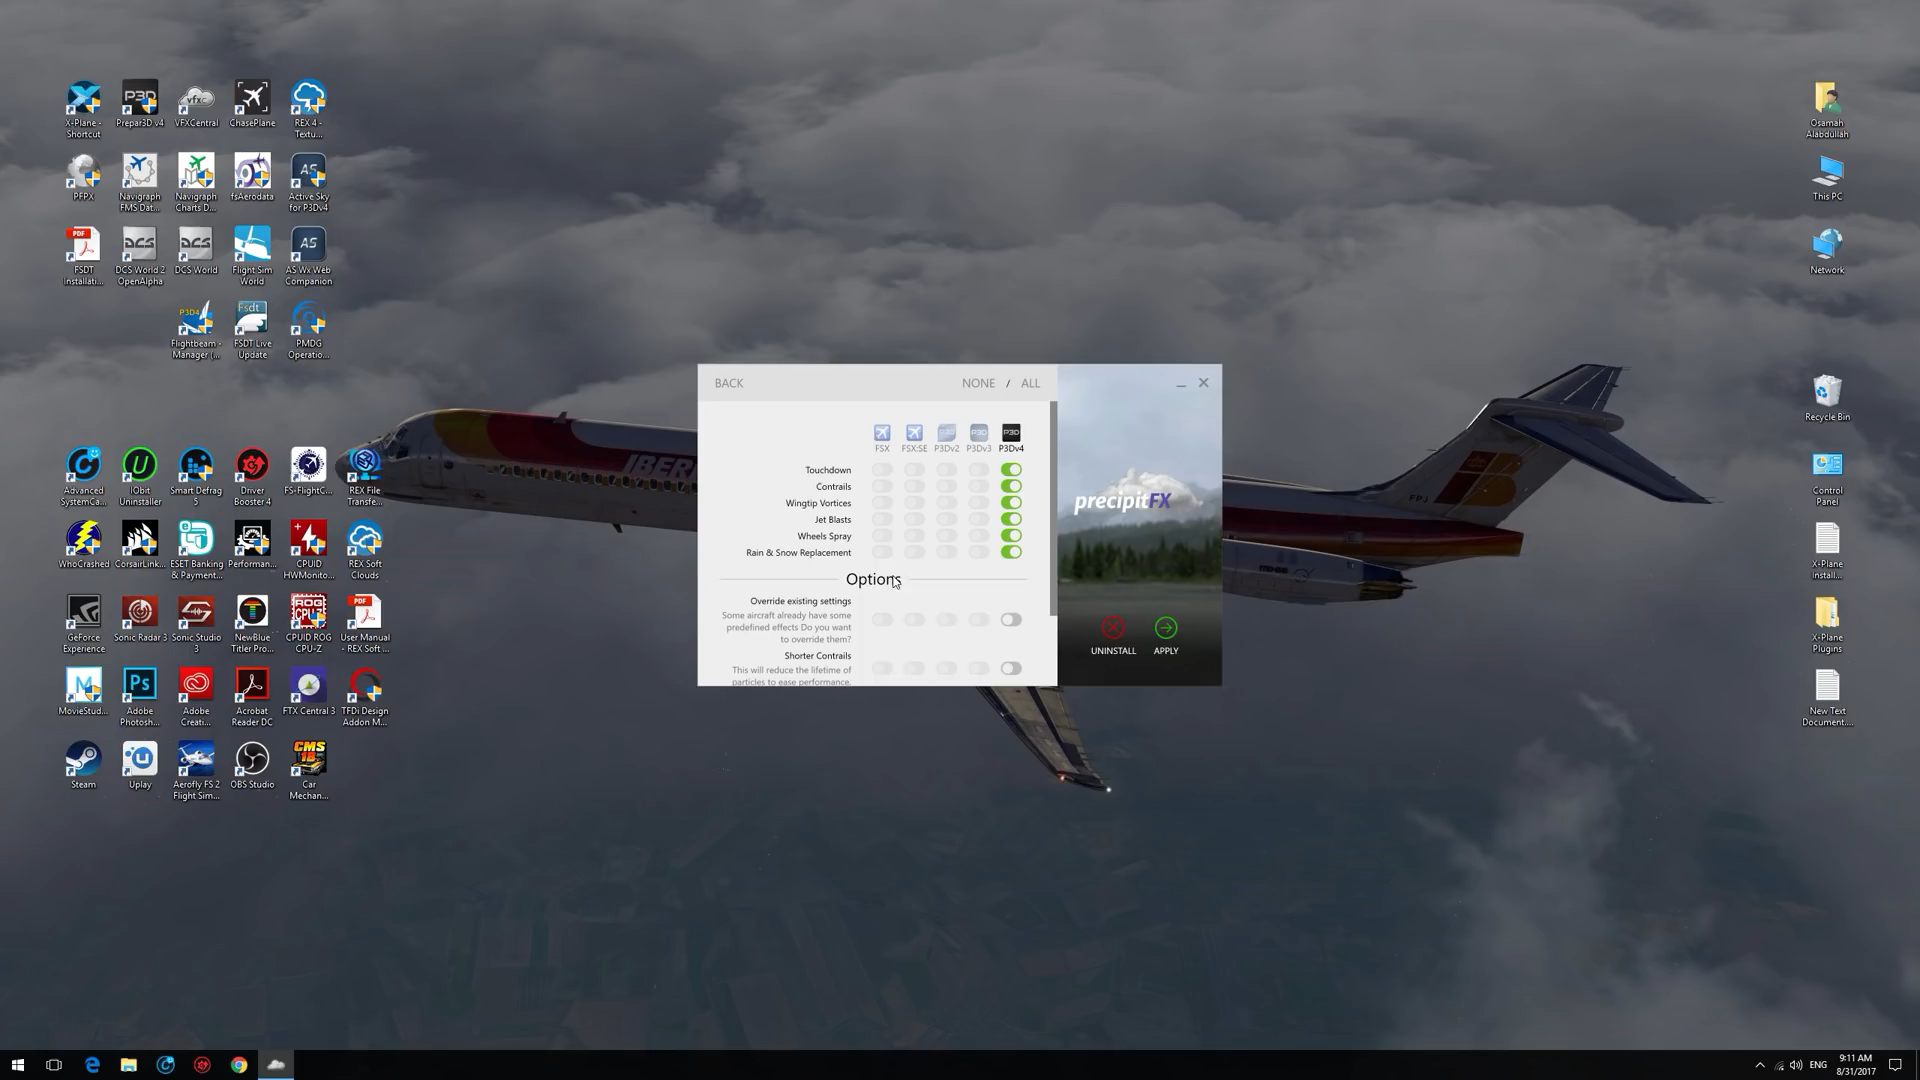 X-Plane -
Shortcut
Prepar3D v4
VFXCentral
ChasePlane
REX 4 -
Textu...
PFPX
Navigraph
FMS Dat...
Navigraph
Charts D...
fsAerodata
Active Sky
for P3Dv4
FSDT
Installati...
DCS World 2
OpenAlpha
DCS World
Flight Sim
World
AS Wx Web
Companion
Flightbeam -
Manager (...
FSDT Live
Update
PMDG
Operatio...
Advanced
SystemCa...
IObit
Uninstaller
Smart Defrag
5
Driver
Booster 4
FS-FlightC...
REX File
Transfe...
WhoCrashed
CorsairLink...
ESET Banking
& Payment...
Performan...
CPUID
HWMonito...
REX Soft
Clouds
GeForce
Experience
Sonic Radar 3
Sonic Studio
3
NewBlue
Titler Pro...
CPUID ROG
CPU-Z
User Manual
- REX Soft ...
MovieStud...
Adobe
Photosh...
Adobe
Creati...
Acrobat
Reader DC
FTX Central 3
TFDi Design
Addon M...
Steam
Uplay
Aerofly FS 2
Flight Sim...
OBS Studio
Car
Mechan...
IBER
FPJ
BACK
NONE / ALL
FSX FSX:SE P3Dv2 P3Dv3 P3Dv4
Touchdown
Contrails
Wingtip Vortices
Jet Blasts
Wheels Spray
Rain & Snow Replacement
Options
Override existing settings
Some aircraft already have some
predefined effects Do you want
to override them?
Shorter Contrails
This will reduce the lifetime of
particles to ease performance.
precipitFX
UNINSTALL
APPLY
Osamah
Alabdullah
This PC
Network
Recycle Bin
Control
Panel
X-Plane
Install...
X-Plane
Plugins
New Text
Document....
ENG
9:11 AM
8/31/2017